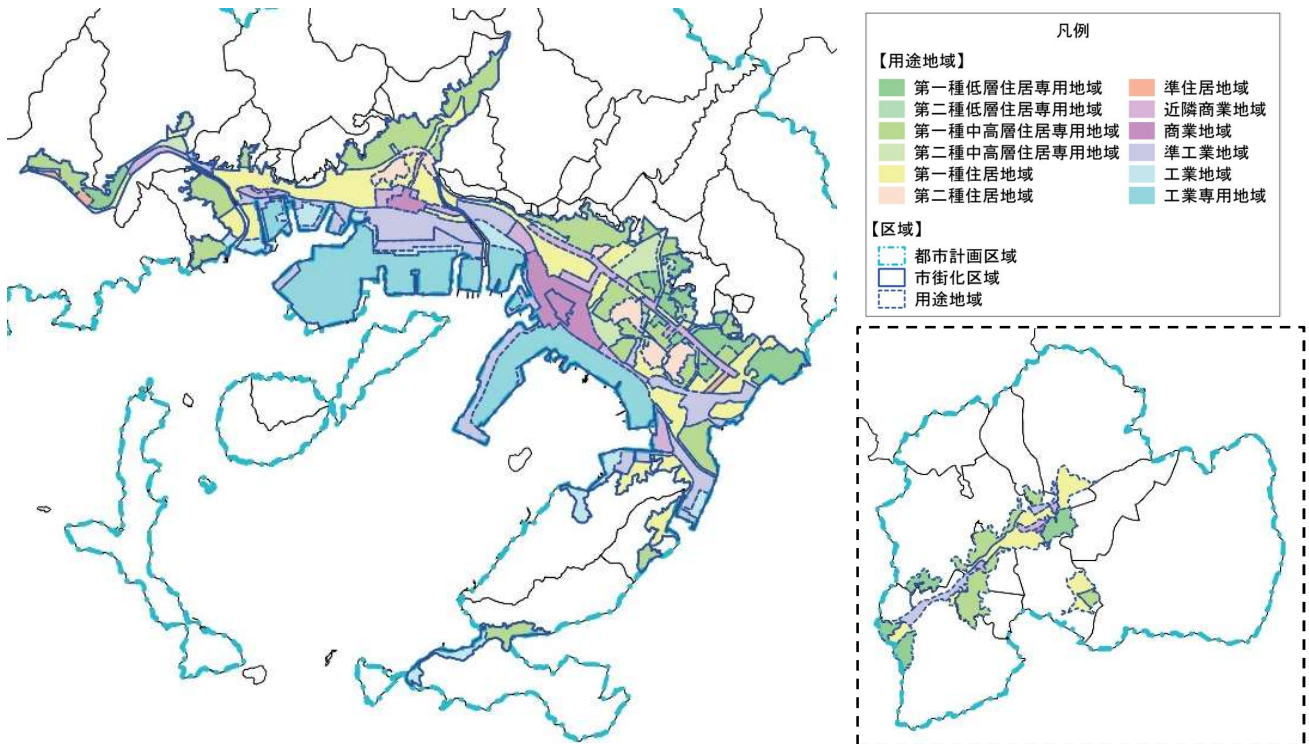 凡例
【用途地域】
第一種低層住居専用地域
第二種低層住居専用地域
第一種中高層住居専用地域
第二種中高層住居専用地域
第一種住居地域
第二種住居地域
準住居地域
近隣商業地域
商業地域
準工業地域
工業地域
工業専用地域
【区域】
都市計画区域
市街化区域
用途地域